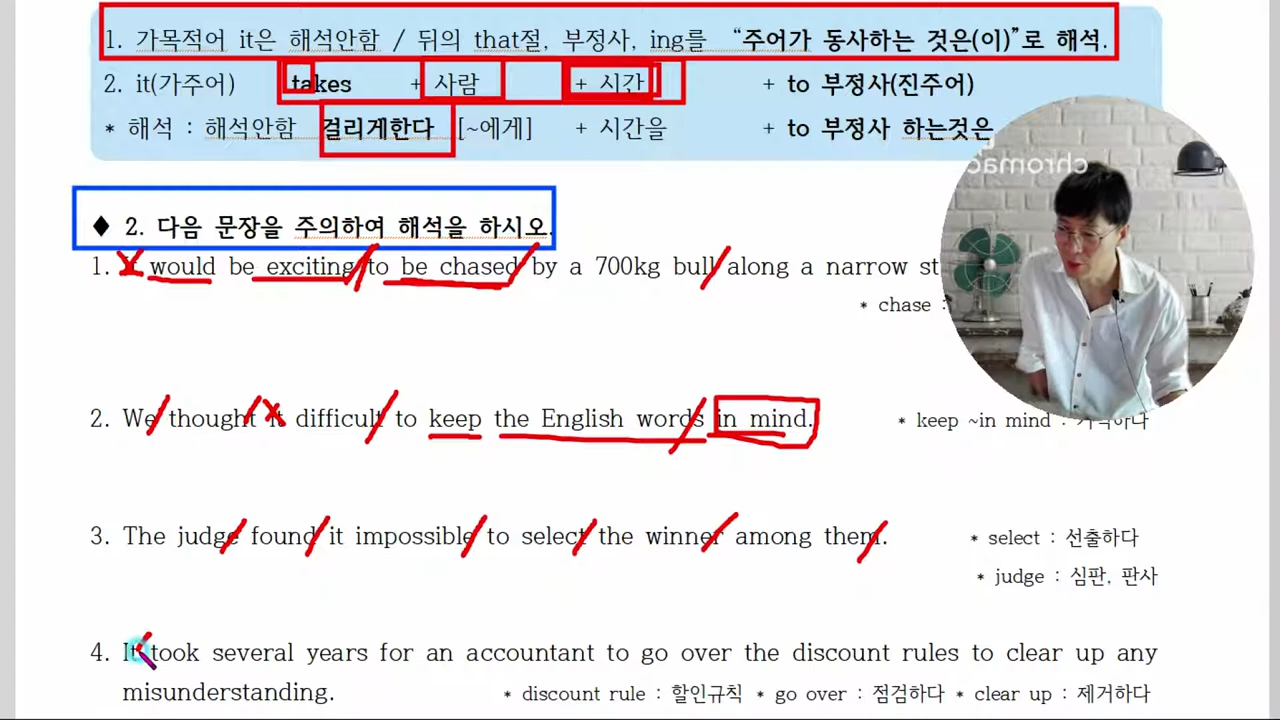 1. 가목적어 it은 해석안함 / 뒤의 that절, 부정사, ing를 “주어가 동사하는 것은(이)”로 해석.
2. it(가주어) takes + 사람 + 시간 + to 부정사(진주어)
* 해석 : 해석안함 걸리게한다 [~에게] + 시간을 + to 부정사 하는것은
chromac
◆ 2. 다음 문장을 주의하여 해석을 하시오.
1. It would be exciting to be chased by a 700kg bull along a narrow st
* chase :
2. We thought it difficult to keep the English words in mind. * keep ~in mind : 기억하다
3. The judge found it impossible to select the winner among them. * select : 선출하다
* judge : 심판, 판사
4. It took several years for an accountant to go over the discount rules to clear up any
misunderstanding. * discount rule : 할인규칙 * go over : 점검하다 * clear up : 제거하다